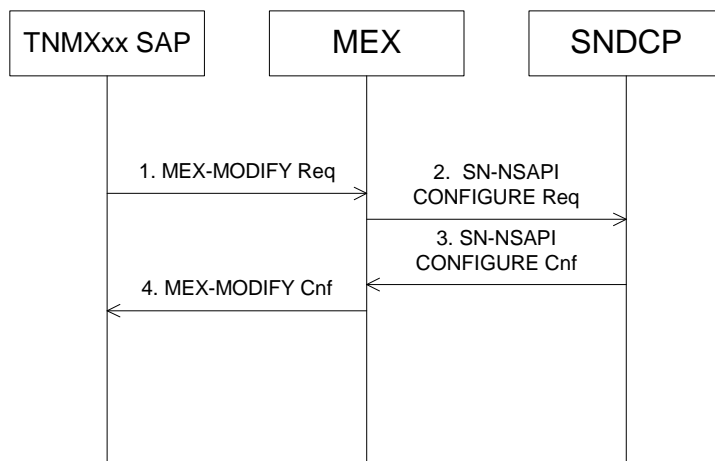 TNMXxx SAP
MEX
SNDCP
1. MEX-MODIFY Req
2. SN-NSAPI
CONFIGURE Req
3. SN-NSAPI
CONFIGURE Cnf
4. MEX-MODIFY Cnf